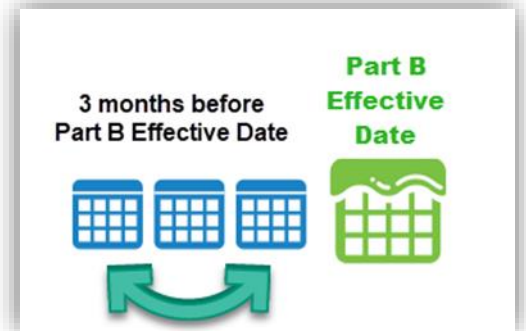 3 months before
Part B Effective Date
Part B
Effective
Date